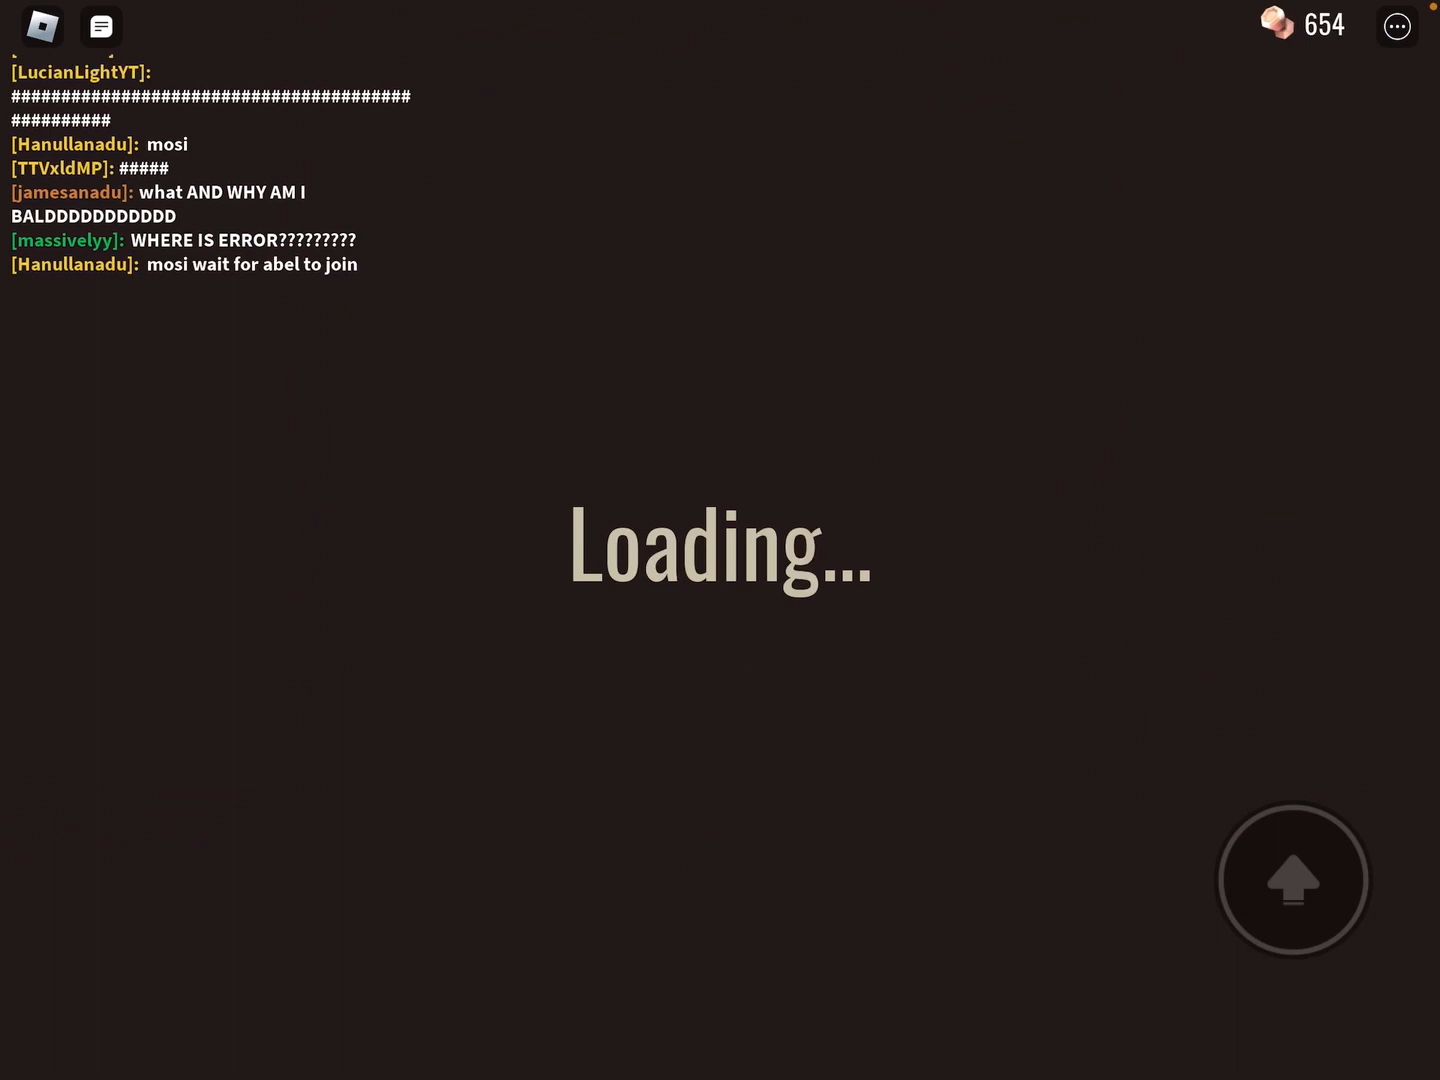 654
[LucianLightYT]:
########################################
##########
[Hanullanadu]: mosi
[TTVxldMP]: #####
[jamesanadu]: what AND WHY AM I
BALDDDDDDDDDDD
[massivelyy]: WHERE IS ERROR?????????
[Hanullanadu]: mosi wait for abel to join
Loading...